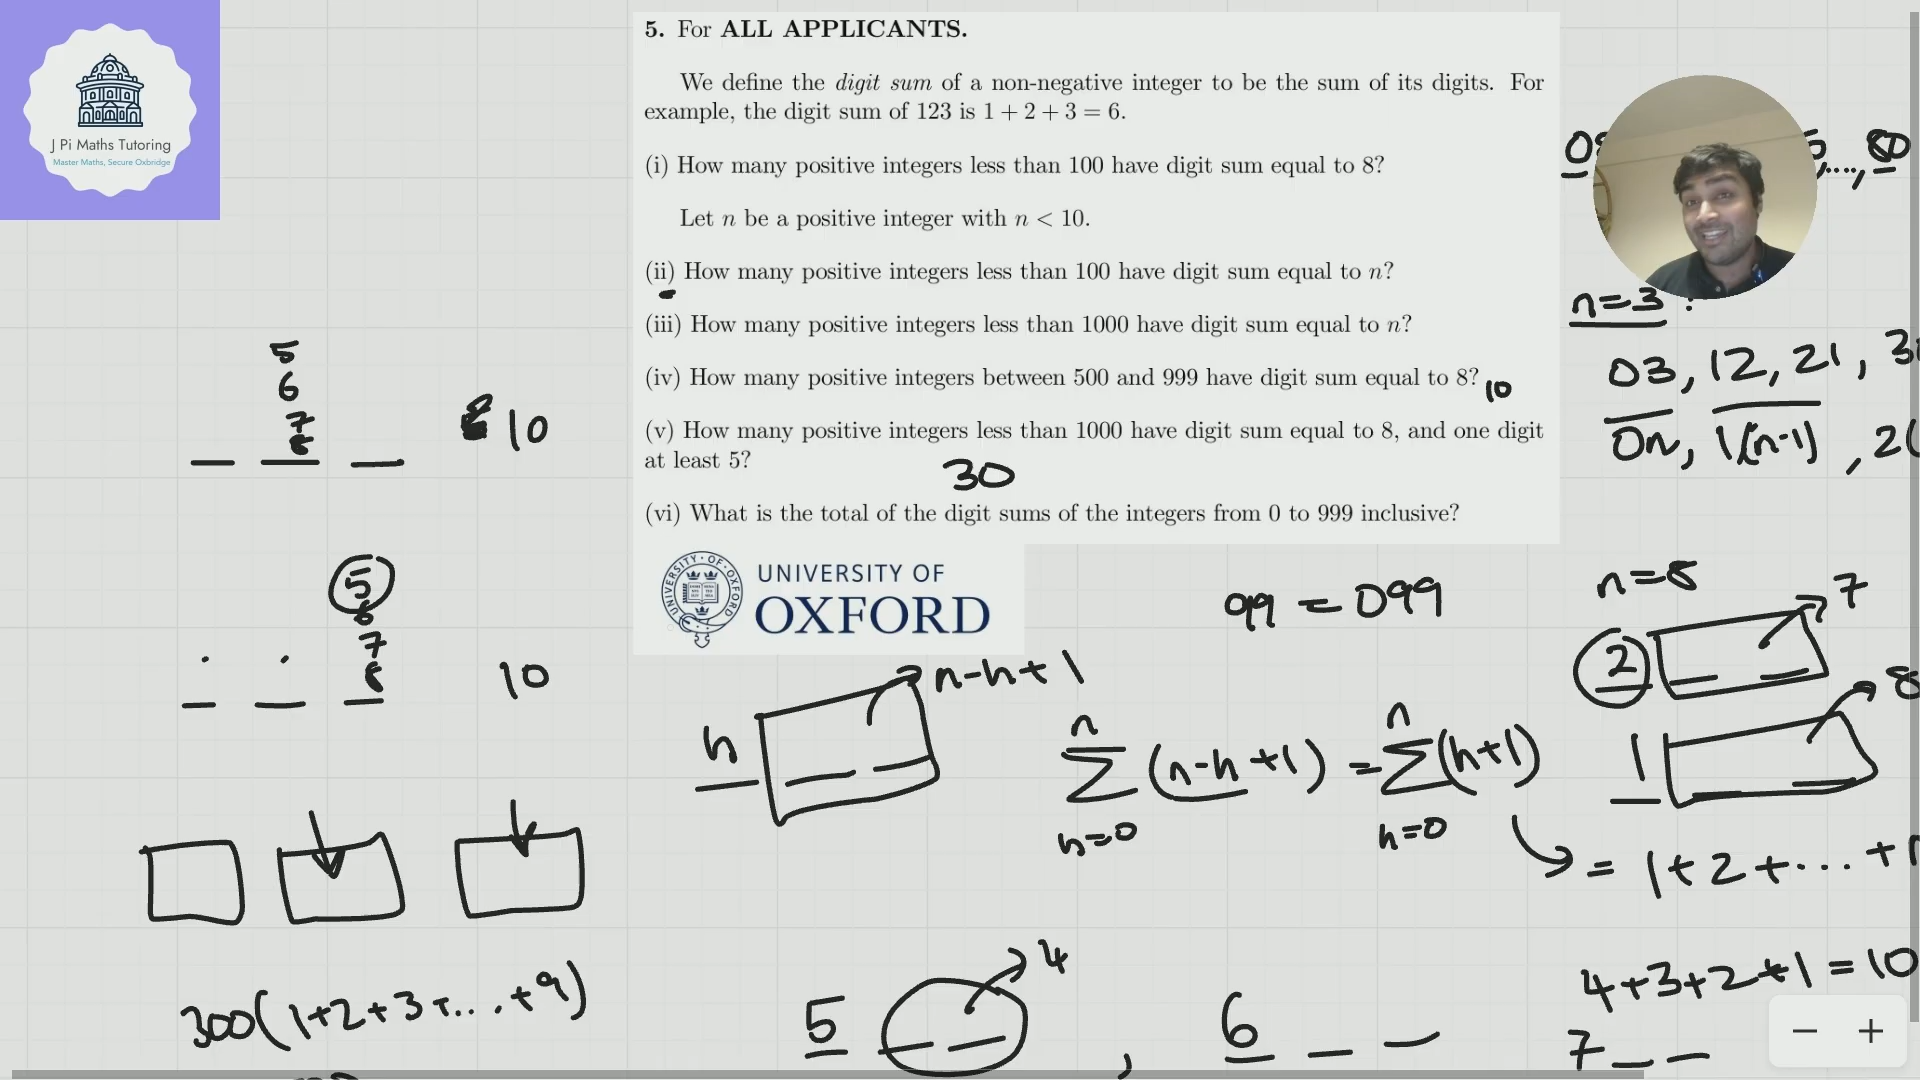 J Pi Maths Tutoring
Master Maths, Secure Oxbridge
5. For ALL APPLICANTS.
We define the digit sum of a non-negative integer to be the sum of its digits. For
example, the digit sum of 123 is 1 + 2 + 3 = 6.
(i) How many positive integers less than 100 have digit sum equal to 8?
Let n be a positive integer with n < 10.
(ii) How many positive integers less than 100 have digit sum equal to n?
(iii) How many positive integers less than 1000 have digit sum equal to n?
(iv) How many positive integers between 500 and 999 have digit sum equal to 8?
10
(v) How many positive integers less than 1000 have digit sum equal to 8, and one digit
at least 5?
30
(vi) What is the total of the digit sums of the integers from 0 to 999 inclusive?
UNIVERSITY OF
OXFORD
5
6
7
8
10
5
6
7
8
10
300(1+2+3+...+9)
80
n=3:
03, 12, 21,
0n, 1(n-1), 2(
99 = 099
n=8
2
7
1
8
h
n-h+1
n
∑ (n-h+1) = ∑ (h+1)
h=0
n
h=0
= 1+2+...+
5
4
,
6
4+3+2+1=10
7